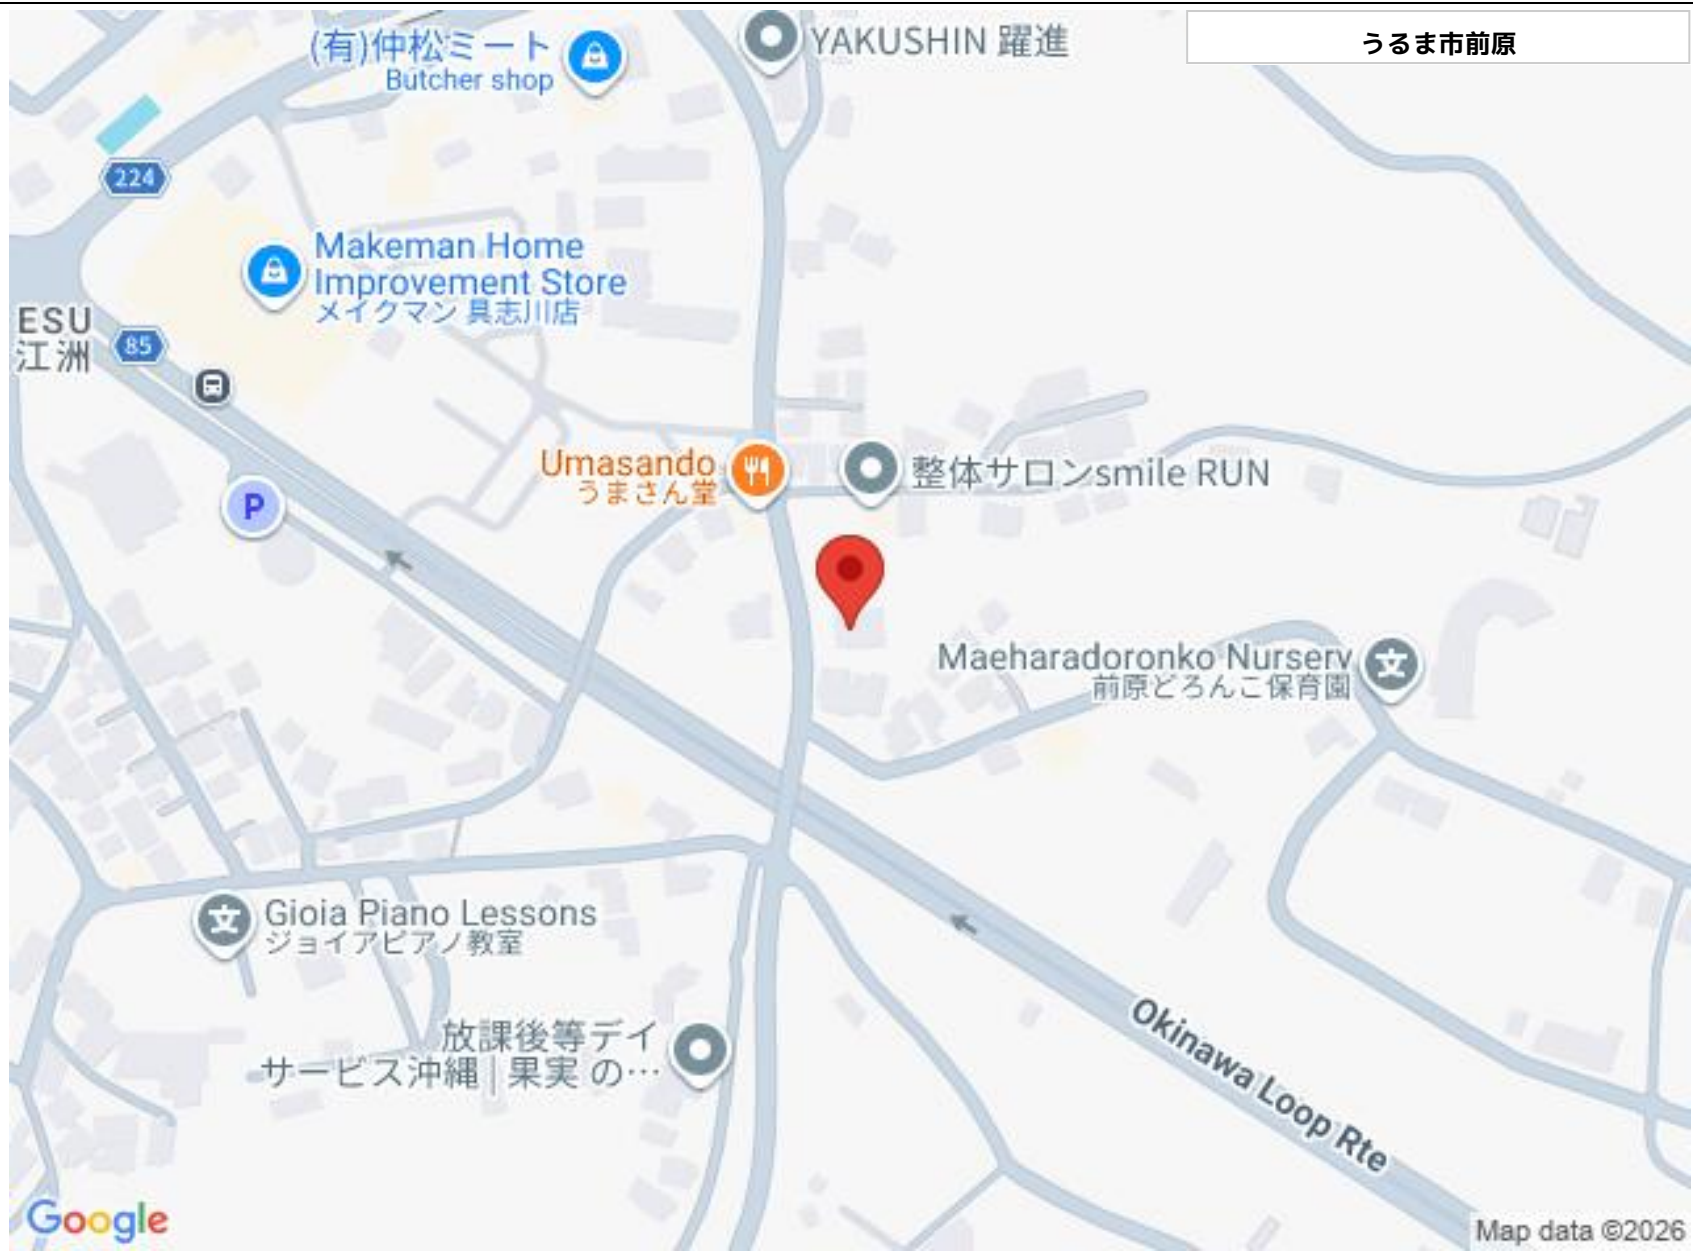 (有)仲松ミート
Butcher shop
YAKUSHIN 躍進
うるま市前原
224
Makeman Home
Improvement Store
メイクマン 具志川店
ESU
江洲
85
Umasando
うまさん堂
整体サロンsmile RUN
P
Maeharadoronko Nursery
前原どろんこ保育園
Gioia Piano Lessons
ジョイアピアノ教室
放課後等デイ
サービス沖縄 | 果実 の…
Okinawa Loop Rte
Google
Map data ©2026